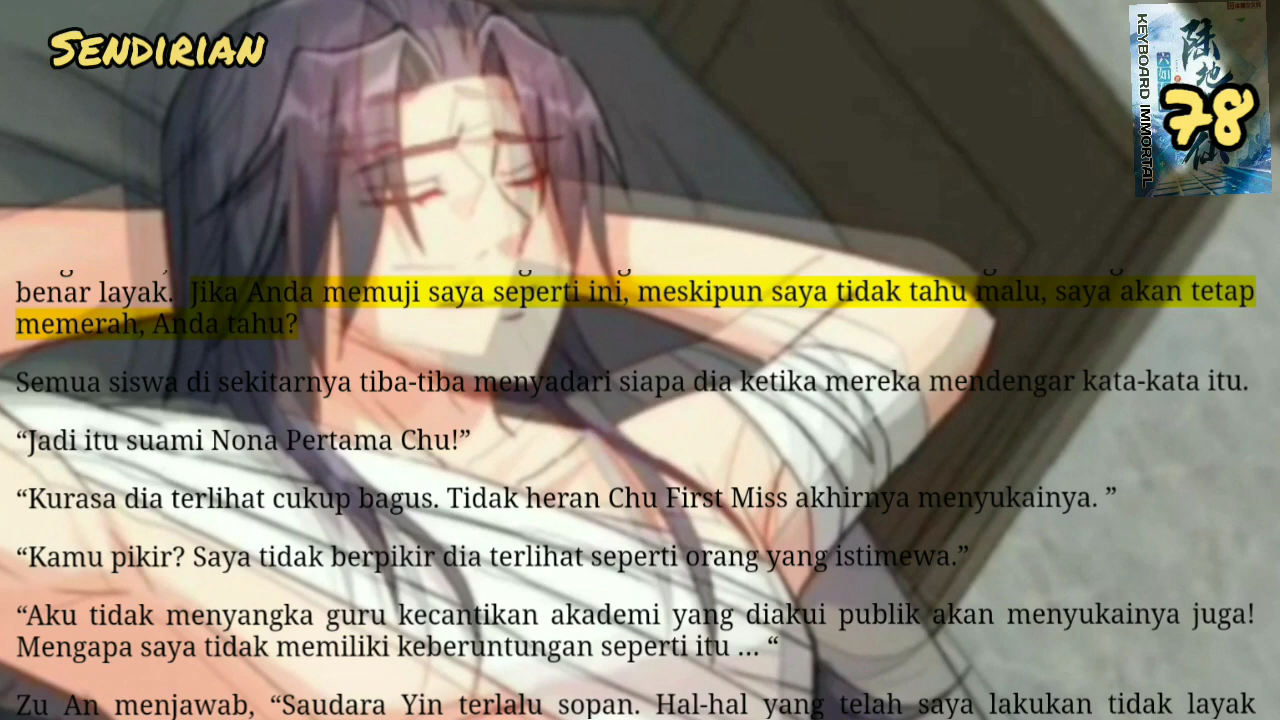 Sendirian
陆地
仙
KEYBOARD IMMORTAL
78
benar layak. Jika Anda memuji saya seperti ini, meskipun saya tidak tahu malu, saya akan tetap
memerah, Anda tahu?
Semua siswa di sekitarnya tiba-tiba menyadari siapa dia ketika mereka mendengar kata-kata itu.
“Jadi itu suami Nona Pertama Chu!”
“Kurasa dia terlihat cukup bagus. Tidak heran Chu First Miss akhirnya menyukainya. ”
“Kamu pikir? Saya tidak berpikir dia terlihat seperti orang yang istimewa.”
“Aku tidak menyangka guru kecantikan akademi yang diakui publik akan menyukainya juga!
Mengapa saya tidak memiliki keberuntungan seperti itu ... “
Zu An menjawab, “Saudara Yin terlalu sopan. Hal-hal yang telah saya lakukan tidak layak